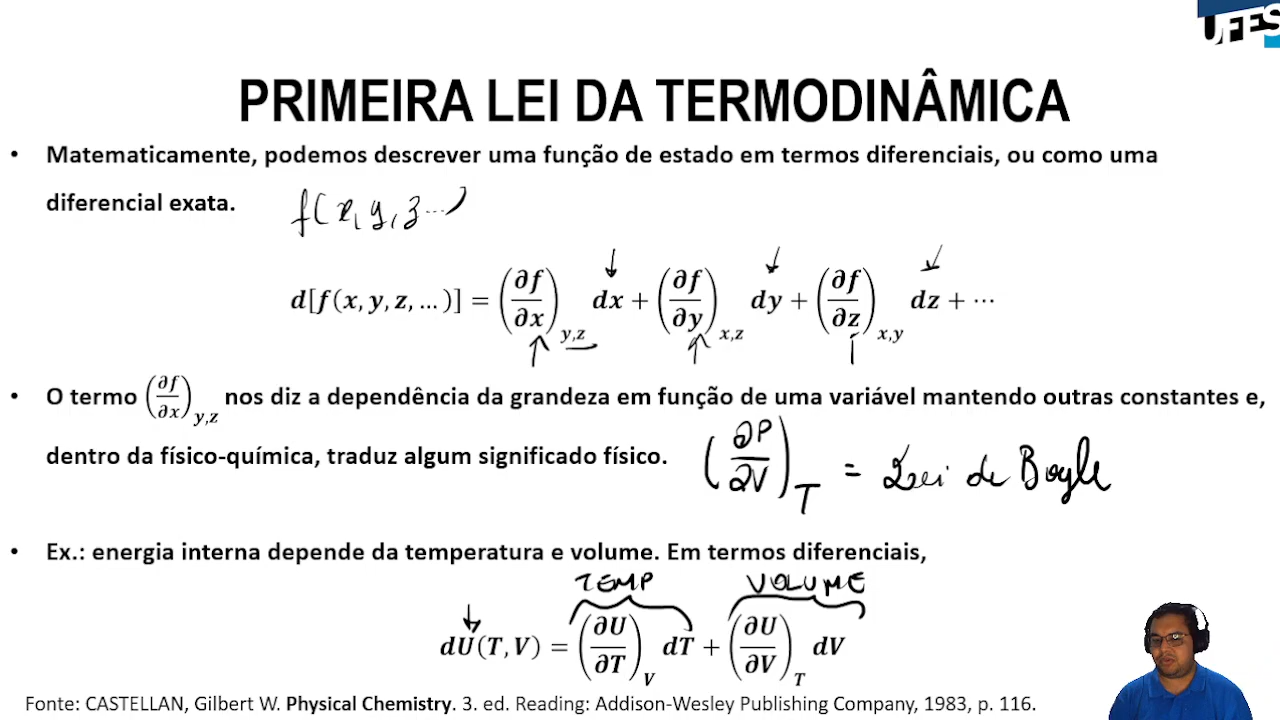 UFES
PRIMEIRA LEI DA TERMODINÂMICA
• Matematicamente, podemos descrever uma função de estado em termos diferenciais, ou como uma
diferencial exata. f(x, y, z ...)
d[f(x, y, z, … )] = (∂f/∂x)_{y,z} dx + (∂f/∂y)_{x,z} dy + (∂f/∂z)_{x,y} dz + ⋯
• O termo (∂f/∂x)_{y,z} nos diz a dependência da grandeza em função de uma variável mantendo outras constantes e,
dentro da físico-química, traduz algum significado físico. (∂P/∂V)_T = Lei de Boyle
• Ex.: energia interna depende da temperatura e volume. Em termos diferenciais,
TEMP VOLUME
dU(T, V) = (∂U/∂T)_V dT + (∂U/∂V)_T dV
Fonte: CASTELLAN, Gilbert W. Physical Chemistry. 3. ed. Reading: Addison-Wesley Publishing Company, 1983, p. 116.